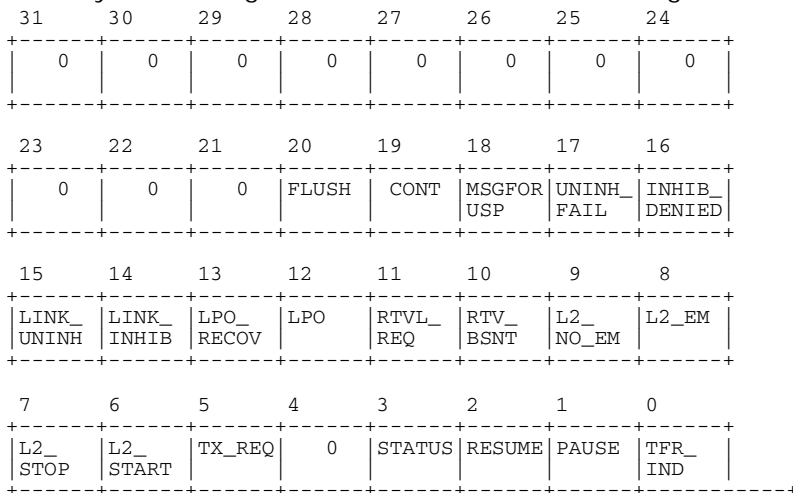 31 30 29 28 27 26 25 24
0 0 0 0 0 0 0 0
23 22 21 20 19 18 17 16
0 0 0 FLUSH CONT MSGFOR UNINH_ INHIB_
USP FAIL DENIED
15 14 13 12 11 10 9 8
LINK_ LINK_ LPO_ LPO RTVL_ RTV_ L2_ L2_EM
UNINH INHIB RECOV REQ BSNT NO_EM
7 6 5 4 3 2 1 0
L2_ L2_ TX_REQ 0 STATUS RESUME PAUSE TFR_
STOP START IND